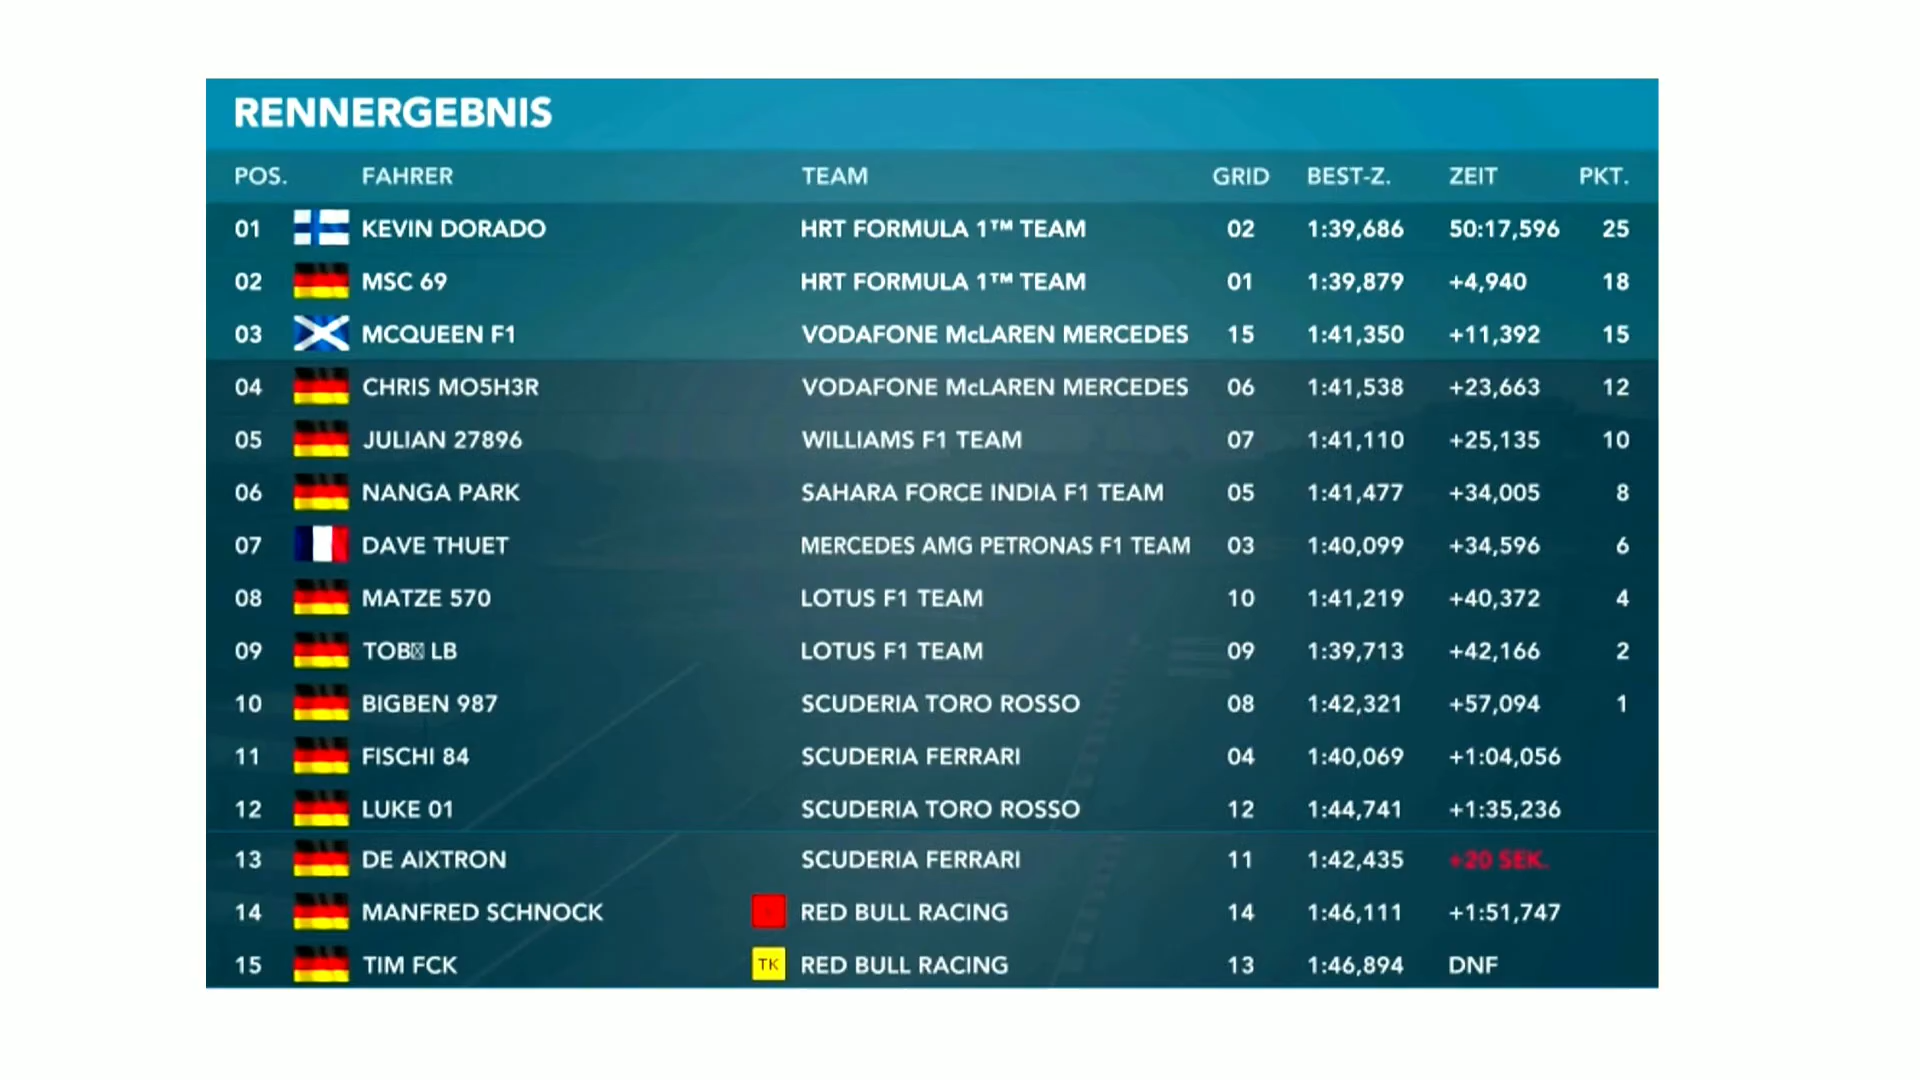 RENNERGEBNIS
POS. FAHRER TEAM GRID BEST-Z. ZEIT PKT.
01 KEVIN DORADO HRT FORMULA 1™ TEAM 02 1:39,686 50:17,596 25
02 MSC 69 HRT FORMULA 1™ TEAM 01 1:39,879 +4,940 18
03 MCQUEEN F1 VODAFONE McLAREN MERCEDES 15 1:41,350 +11,392 15
04 CHRIS MO5H3R VODAFONE McLAREN MERCEDES 06 1:41,538 +23,663 12
05 JULIAN 27896 WILLIAMS F1 TEAM 07 1:41,110 +25,135 10
06 NANGA PARK SAHARA FORCE INDIA F1 TEAM 05 1:41,477 +34,005 8
07 DAVE THUET MERCEDES AMG PETRONAS F1 TEAM 03 1:40,099 +34,596 6
08 MATZE 570 LOTUS F1 TEAM 10 1:41,219 +40,372 4
09 LB LOTUS F1 TEAM 09 1:39,713 +42,166 2
10 BIGBEN 987 SCUDERIA TORO ROSSO 08 1:42,321 +57,094 1
11 FISCHI 84 SCUDERIA FERRARI 04 1:40,069 +1:04,056
12 LUKE 01 SCUDERIA TORO ROSSO 12 1:44,741 +1:35,236
13 DE AIXTRON SCUDERIA FERRARI 11 1:42,435 +20 SEK.
14 MANFRED SCHNOCK RED BULL RACING 14 1:46,111 +1:51,747
15 TIM FCK TK RED BULL RACING 13 1:46,894 DNF